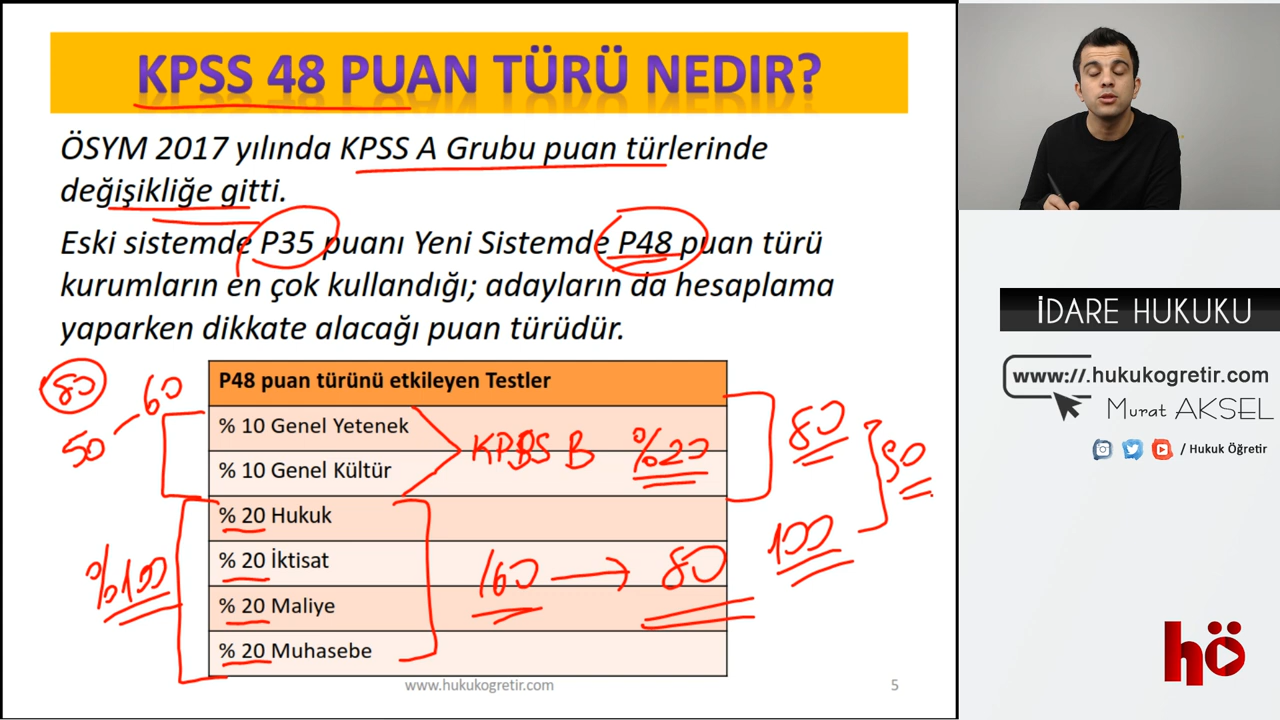 KPSS 48 PUAN TÜRÜ NEDIR?
ÖSYM 2017 yılında KPSS A Grubu puan türlerinde
değişikliğe gitti.
Eski sistemde P35 puanı Yeni Sistemde P48 puan türü
kurumların en çok kullandığı; adayların da hesaplama
yaparken dikkate alacağı puan türüdür.
80
60
50
P48 puan türünü etkileyen Testler
% 10 Genel Yetenek
% 10 Genel Kültür
KPSS B %20
80
90
100
% 20 Hukuk
% 20 İktisat
% 20 Maliye
% 20 Muhasebe
%100
160 → 80
www.hukukogretir.com
5
İDARE HUKUKU
www://.hukukogretir.com
Murat AKSEL
/ Hukuk Öğretir
hö